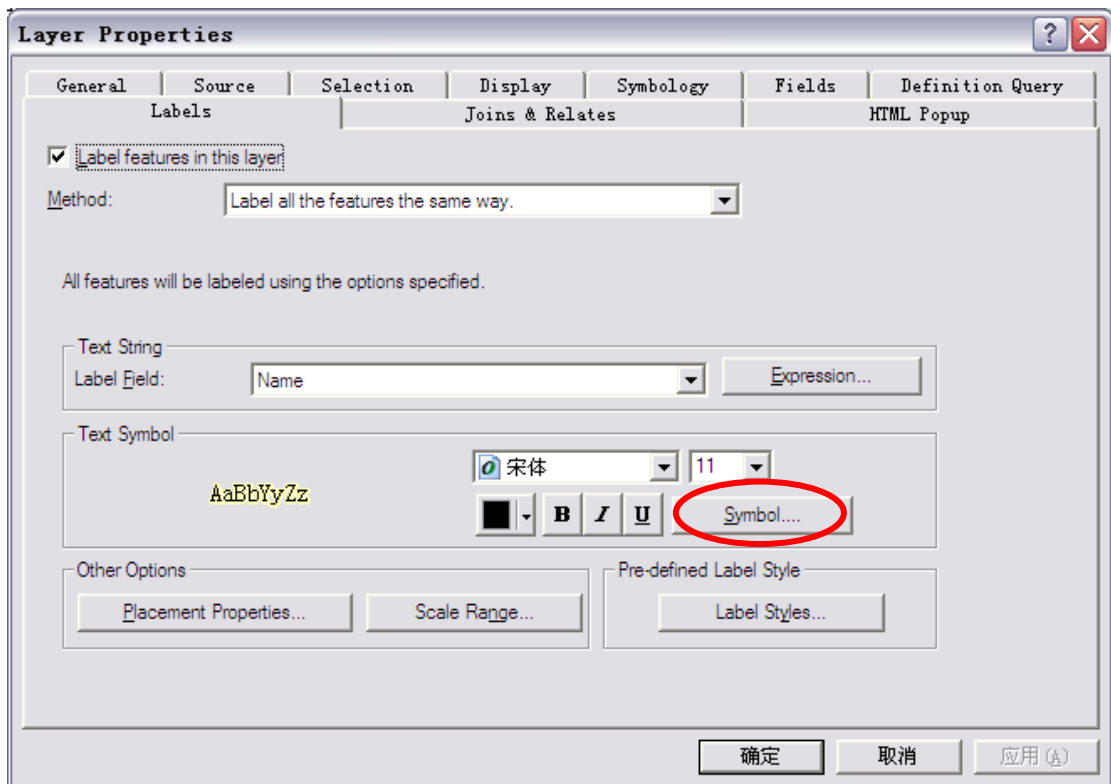 Layer Properties
General Source Selection Display Symbology Fields Definition Query
Labels Joins & Relates HTML Popup
Label features in this layer
Method: Label all the features the same way.
All features will be labeled using the options specified.
Text String
Label Field: Name Expression...
Text Symbol
AaBbYyZz
宋体 11
B I U Symbol....
Other Options Pre-defined Label Style
Placement Properties... Scale Range... Label Styles...
确定 取消 应用(A)